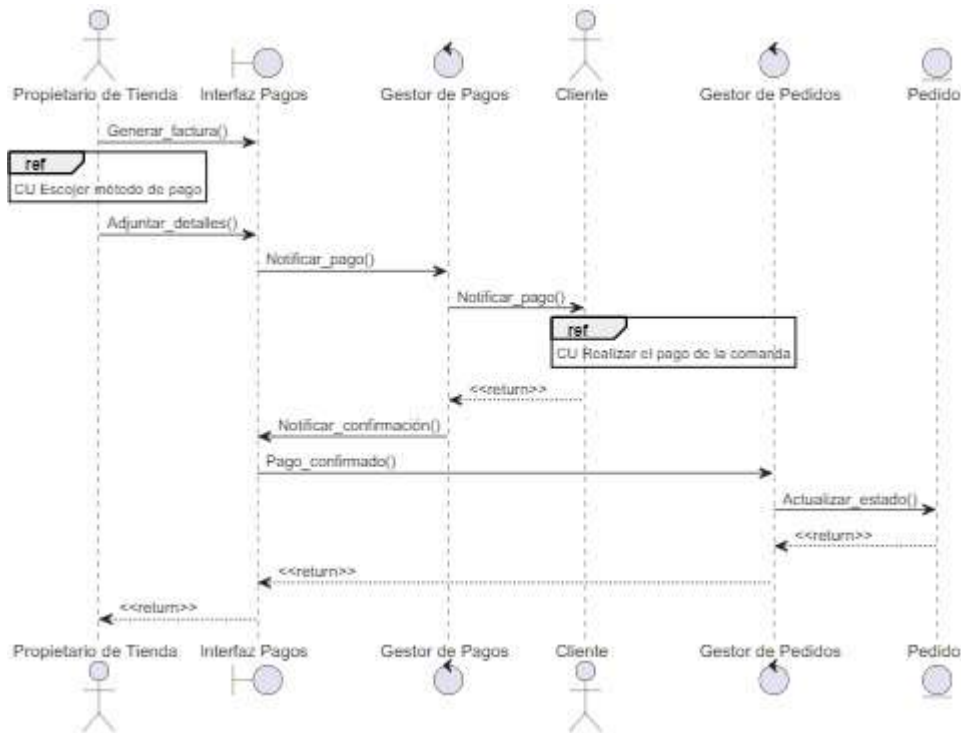 Propietario de Tienda Interfaz Pagos Gestor de Pagos Cliente Gestor de Pedidos Pedido
Generar_factura()
ref
CU Escojer método de pago
Adjuntar_detalles()
Notificar_pago()
Notificar_pago()
ref
CU Realizar el pago de la comanda
<<return>>
Notificar_confirmación()
Pago_confirmado()
Actualizar_estado()
<<return>>
<<return>>
<<return>>
Propietario de Tienda Interfaz Pagos Gestor de Pagos Cliente Gestor de Pedidos Pedido